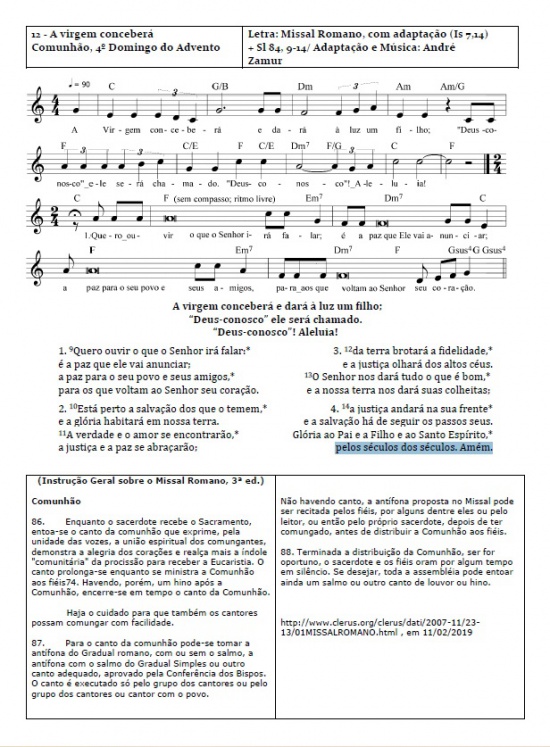 12 - A virgem conceberá
Comunhão, 4º Domingo do Advento
Letra: Missal Romano, com adaptação (Is 7,14)
+ Sl 84, 9-14/ Adaptação e Música: André
Zamur
♩ = 90 C G/B Dm F Am Am/G
3 3
A Vir - gem con - ce - be - rá e da - rá à luz um fi - lho; "Deus -co-
F C/E F C/E Dm7 F/G C F
3 3
nos-co"_e-le se - rá cha - ma - do. "Deus - co - nos - co"!_A - le - lu - ia!
C F (sem compasso; ritmo livre) Em7 Dm7 C
1.Que - ro_ou - vir o que o Senhor i - rá fa - lar; é a paz que Ele vai a - nun - ci - ar;
F Em7 Dm7 F Gsus4 G Gsus4
a paz para o seu povo e seus a - migos, pa - ra_aos que voltam ao Senhor seu co - ra - ção.
A virgem conceberá e dará à luz um filho;
"Deus-conosco" ele será chamado.
"Deus-conosco"! Aleluia!
1. 9Quero ouvir o que o Senhor irá falar:*
é a paz que ele vai anunciar;
a paz para o seu povo e seus amigos,*
para os que voltam ao Senhor seu coração.
2. 10Está perto a salvação dos que o temem,*
e a glória habitará em nossa terra.
11A verdade e o amor se encontrarão,*
a justiça e a paz se abraçarão;
3. 12da terra brotará a fidelidade,*
e a justiça olhará dos altos céus.
13O Senhor nos dará tudo o que é bom,*
e a nossa terra nos dará suas colheitas;
4. 14a justiça andará na sua frente*
e a salvação há de seguir os passos seus.
Glória ao Pai e a Filho e ao Santo Espírito,*
pelos séculos dos séculos. Amém.
(Instrução Geral sobre o Missal Romano, 3ª ed.)
Comunhão
86. Enquanto o sacerdote recebe o Sacramento,
entoa-se o canto da comunhão que exprime, pela
unidade das vozes, a união espiritual dos comungantes,
demonstra a alegria dos corações e realça mais a índole
"comunitária" da procissão para receber a Eucaristia. O
canto prolonga-se enquanto se ministra a Comunhão
aos fiéis74. Havendo, porém, um hino após a
Comunhão, encerre-se em tempo o canto da Comunhão.
Haja o cuidado para que também os cantores
possam comungar com facilidade.
87. Para o canto da comunhão pode-se tomar a
antífona do Gradual romano, com ou sem o salmo, a
antífona com o salmo do Gradual Simples ou outro
canto adequado, aprovado pela Conferência dos Bispos.
O canto é executado só pelo grupo dos cantores ou pelo
grupo dos cantores ou cantor com o povo.
Não havendo canto, a antífona proposta no Missal pode
ser recitada pelos fiéis, por alguns dentre eles ou pelo
leitor, ou então pelo próprio sacerdote, depois de ter
comungado, antes de distribuir a Comunhão aos fiéis.
88. Terminada a distribuição da Comunhão, ser for
oportuno, o sacerdote e os fiéis oram por algum tempo
em silêncio. Se desejar, toda a assembléia pode entoar
ainda um salmo ou outro canto de louvor ou hino.
http://www.clerus.org/clerus/dati/2007-11/23-
13/01MISSALROMANO.html , em 11/02/2019